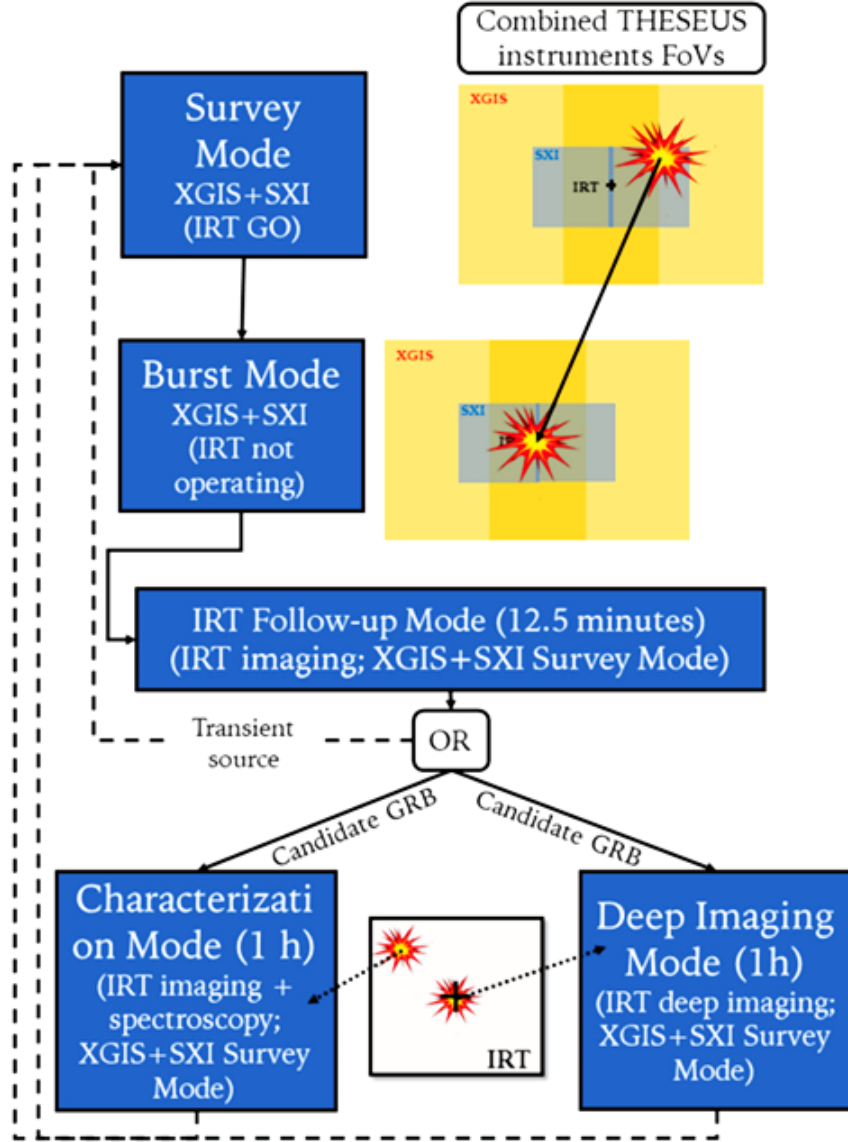 Combined THESEUS
instruments FoVs
Survey
Mode
XGIS+SXI
(IRT GO)
XGIS
SXI
IRT
Burst Mode
XGIS+SXI
(IRT not
operating)
XGIS
SXI
IRT Follow-up Mode (12.5 minutes)
(IRT imaging; XGIS+SXI Survey Mode)
Transient
source
OR
Candidate GRB
Candidate GRB
Characterizati
on Mode (1 h)
(IRT imaging +
spectroscopy;
XGIS+SXI Survey
Mode)
IRT
Deep Imaging
Mode (1h)
(IRT deep imaging;
XGIS+SXI Survey
Mode)